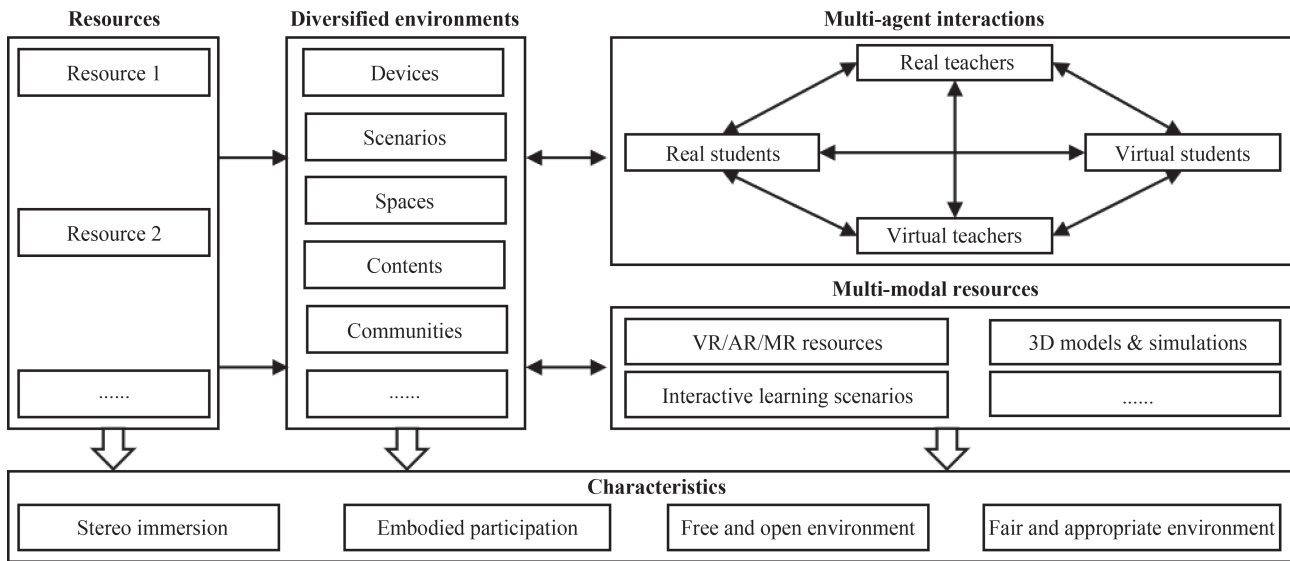 Resources
Resource 1
Resource 2
......
Diversified environments
Devices
Scenarios
Spaces
Contents
Communities
......
Multi-agent interactions
Real teachers
Real students
Virtual students
Virtual teachers
Multi-modal resources
VR/AR/MR resources
3D models & simulations
Interactive learning scenarios
......
Characteristics
Stereo immersion
Embodied participation
Free and open environment
Fair and appropriate environment